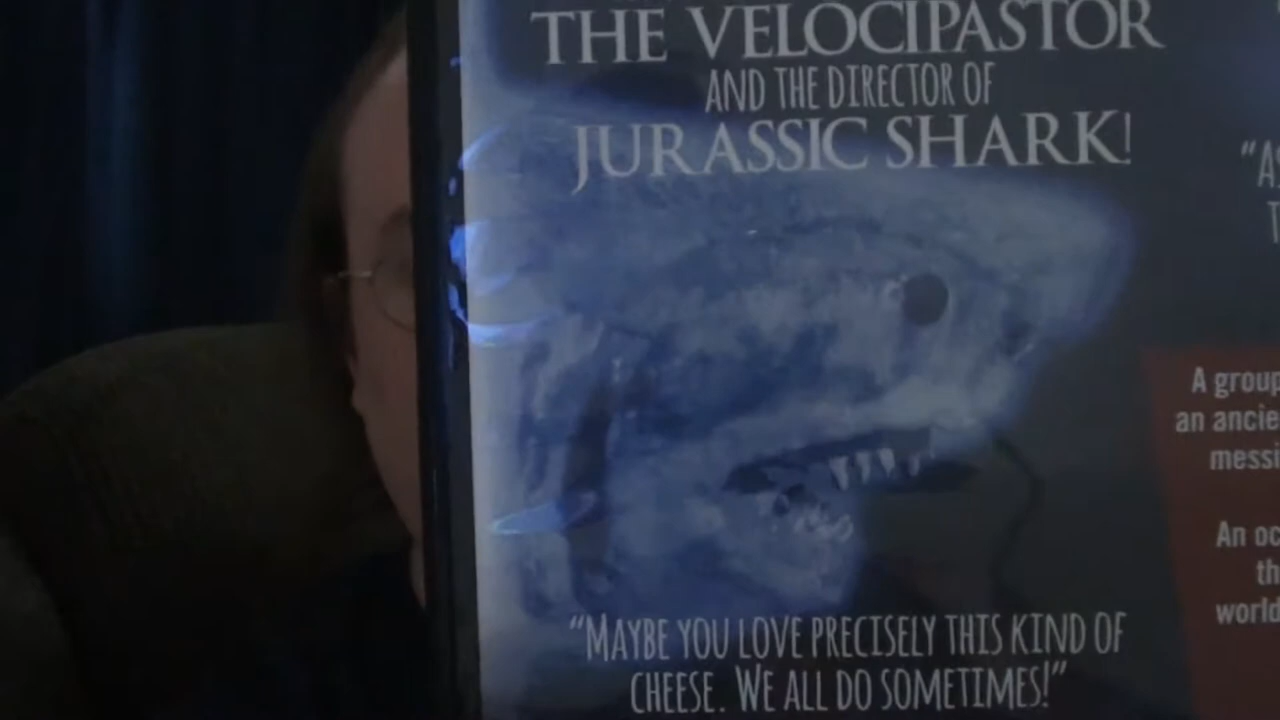 THE VELOCIPASTOR
AND THE DIRECTOR OF
JURASSIC SHARK!
"MAYBE YOU LOVE PRECISELY THIS KIND OF
CHEESE. WE ALL DO SOMETIMES!"
A group
an ancie
messi
An oc
th
world